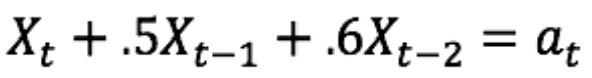 Xₜ + .5Xₜ₋₁ + .6Xₜ₋₂ = aₜ